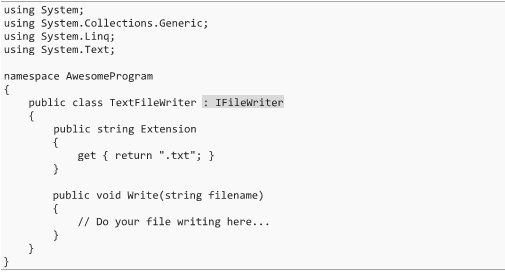 using System;
using System.Collections.Generic;
using System.Linq;
using System.Text;

namespace AwesomeProgram
{
    public class TextFileWriter : IFileWriter
    {
        public string Extension
        {
            get { return ".txt"; }
        }

        public void Write(string filename)
        {
            // Do your file writing here...
        }
    }
}